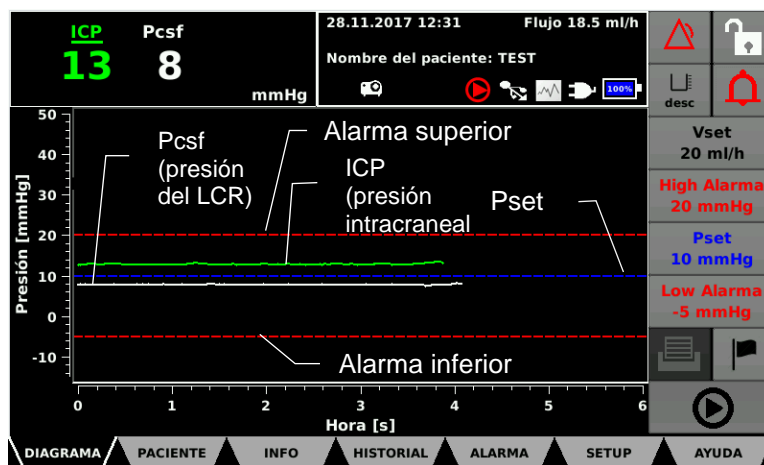 ICP
Pcsf
13
8
mmHg
28.11.2017 12:31
Flujo 18.5 ml/h
Nombre del paciente: TEST
100%
desc
Vset
20 ml/h
High Alarma
20 mmHg
Pset
10 mmHg
Low Alarma
-5 mmHg
Presión [mmHg]
50
40
30
20
10
0
-10
Pcsf
(presión
del LCR)
Alarma superior
ICP
(presión
intracraneal
Pset
Alarma inferior
0 1 2 3 4 5 6
Hora [s]
DIAGRAMA PACIENTE INFO HISTORIAL ALARMA SETUP AYUDA